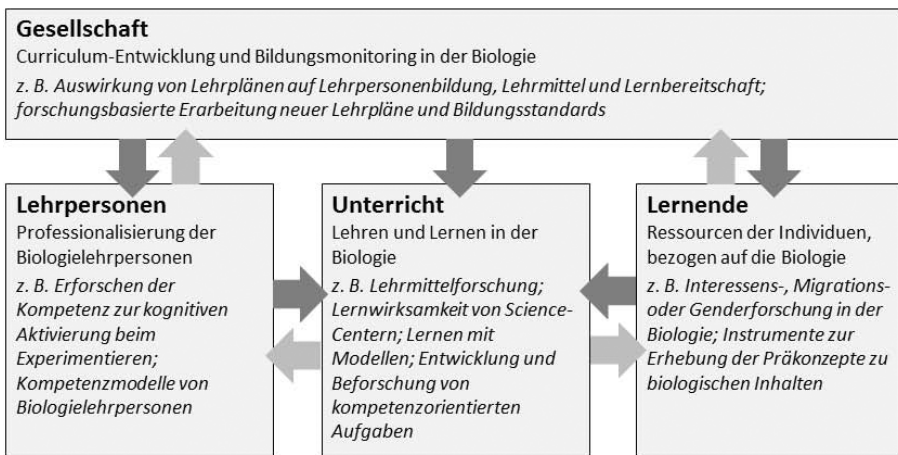 Gesellschaft
Curriculum-Entwicklung und Bildungsmonitoring in der Biologie
z. B. Auswirkung von Lehrplänen auf Lehrpersonenbildung, Lehrmittel und Lernbereitschaft;
forschungsbasierte Erarbeitung neuer Lehrpläne und Bildungsstandards
Lehrpersonen
Professionalisierung der
Biologielehrpersonen
z. B. Erforschen der
Kompetenz zur kognitiven
Aktivierung beim
Experimentieren;
Kompetenzmodelle von
Biologielehrpersonen
Unterricht
Lehren und Lernen in der
Biologie
z. B. Lehrmittelforschung;
Lernwirksamkeit von Science-
Centern; Lernen mit
Modellen; Entwicklung und
Beforschung von
kompetenzorientierten
Aufgaben
Lernende
Ressourcen der Individuen,
bezogen auf die Biologie
z. B. Interessens-, Migrations-
oder Genderforschung in der
Biologie; Instrumente zur
Erhebung der Präkonzepte zu
biologischen Inhalten